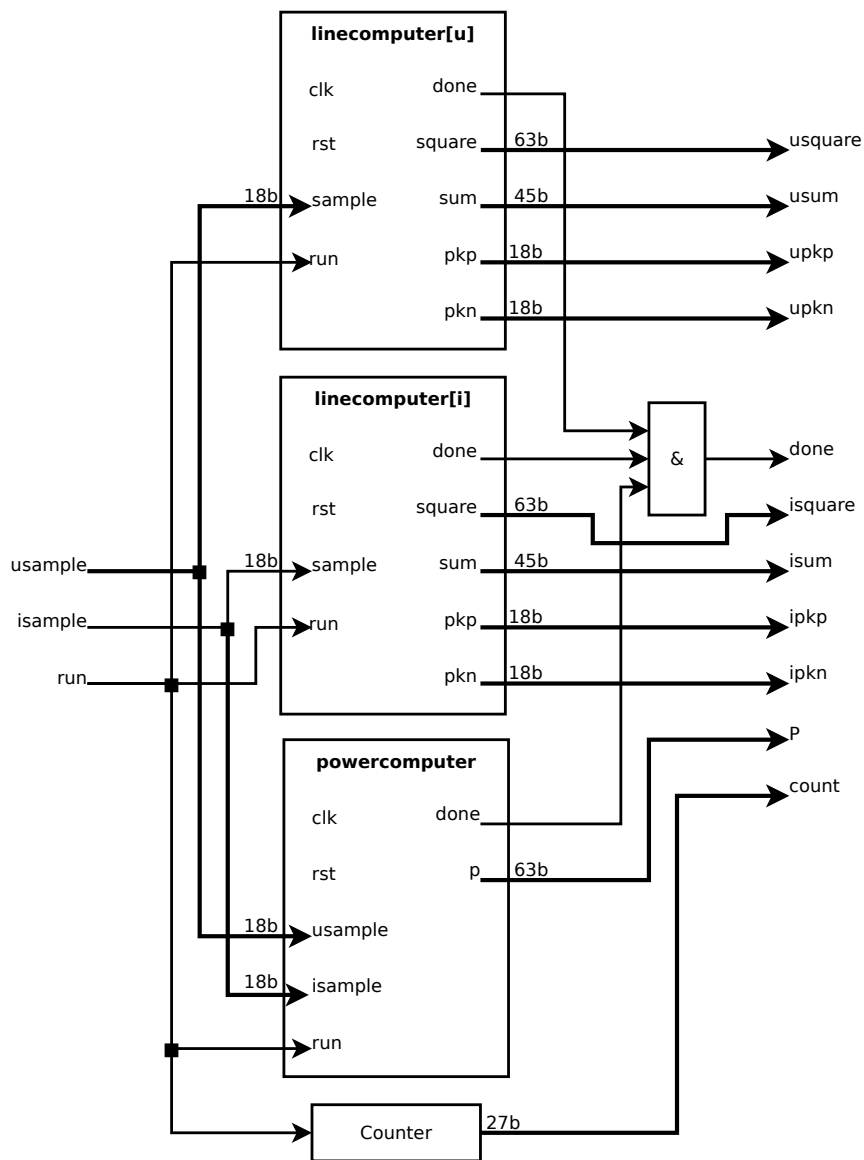 linecomputer[u]
clk
done
rst
square
63b
usquare
18b
sample
sum
45b
usum
run
pkp
18b
upkp
pkn
18b
upkn
linecomputer[i]
clk
done
&
done
rst
square
63b
isquare
usample
18b
sample
sum
45b
isum
isample
run
pkp
18b
ipkp
run
pkn
18b
ipkn
powercomputer
P
clk
done
count
rst
p
63b
18b
usample
18b
isample
run
Counter
27b